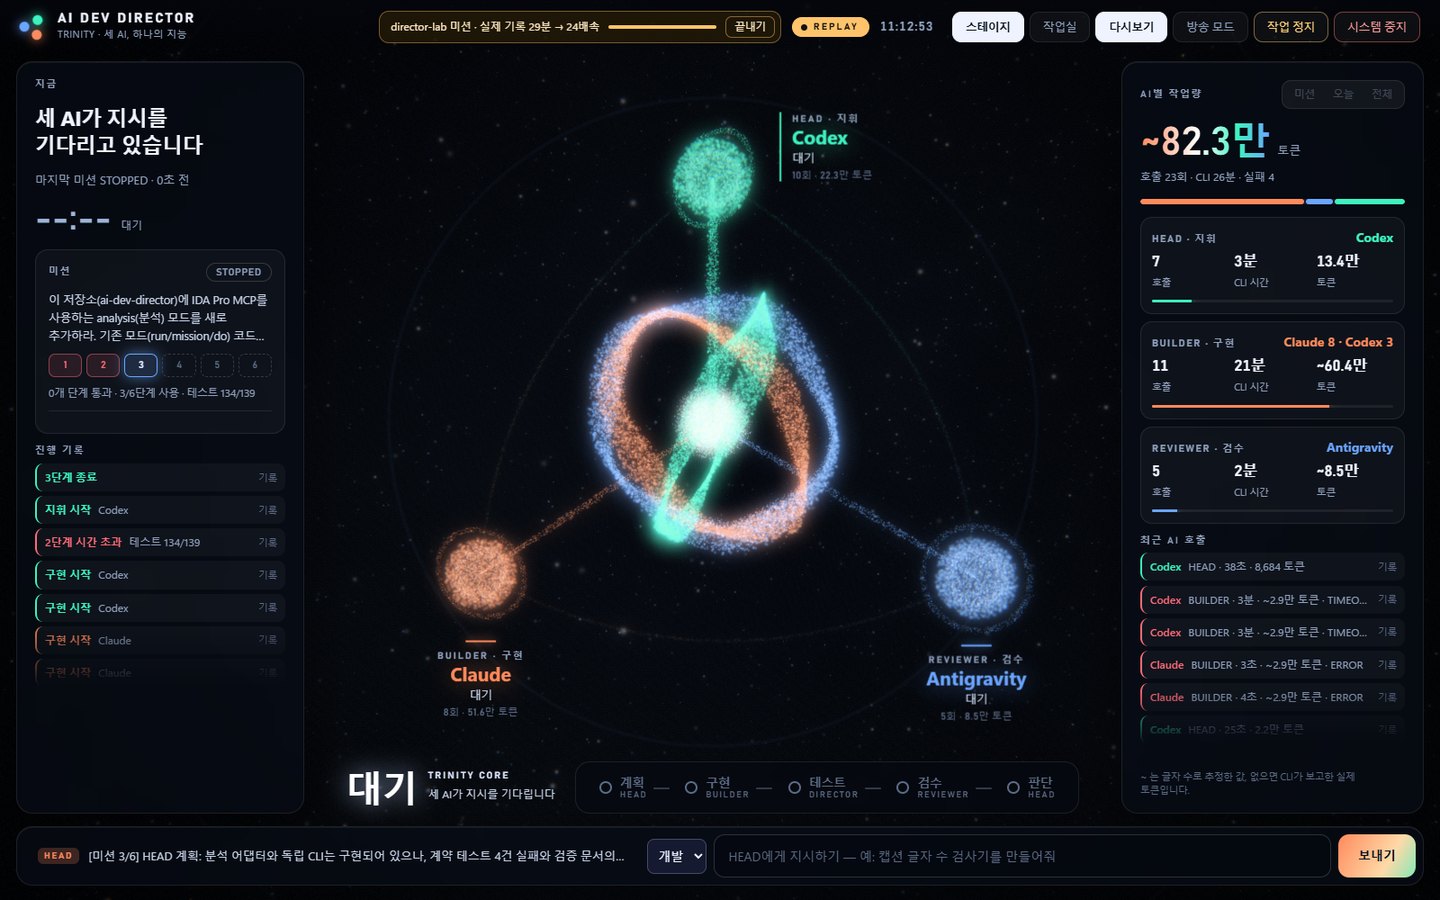 AI DEV DIRECTOR
TRINITY · 세 AI, 하나의 지능
director-lab 미션 · 실제 기록 29분 → 24배속
끝내기
REPLAY
11:12:53
스테이지
작업실
다시보기
방송 모드
작업 정지
시스템 중지
지금
세 AI가 지시를
기다리고 있습니다
마지막 미션 STOPPED · 0초 전
--:-- 대기
미션
STOPPED
이 저장소(ai-dev-director)에 IDA Pro MCP를
사용하는 analysis(분석) 모드를 새로
추가하라. 기존 모드(run/mission/do) 코드...
1 2 3 4 5 6
0개 단계 통과 · 3/6단계 사용 · 테스트 134/139
진행 기록
3단계 종료 기록
지휘 시작 Codex 기록
2단계 시간 초과 테스트 134/139 기록
구현 시작 Codex 기록
구현 시작 Codex 기록
구현 시작 Claude 기록
구현 시작 Claude 기록
HEAD · 지휘
Codex
대기
10회 · 22.3만 토큰
BUILDER · 구현
Claude
대기
8회 · 51.6만 토큰
REVIEWER · 검수
Antigravity
대기
5회 · 8.5만 토큰
대기
TRINITY CORE
세 AI가 지시를 기다립니다
계획
HEAD
구현
BUILDER
테스트
DIRECTOR
검수
REVIEWER
판단
HEAD
AI별 작업량
미션 오늘 전체
~82.3만 토큰
호출 23회 · CLI 26분 · 실패 4
HEAD · 지휘 Codex
7 3분 13.4만
호출 CLI 시간 토큰
BUILDER · 구현 Claude 8 · Codex 3
11 21분 ~60.4만
호출 CLI 시간 토큰
REVIEWER · 검수 Antigravity
5 2분 ~8.5만
호출 CLI 시간 토큰
최근 AI 호출
Codex HEAD · 38초 · 8,684 토큰 기록
Codex BUILDER · 3분 · ~2.9만 토큰 · TIMEO... 기록
Codex BUILDER · 3분 · ~2.9만 토큰 · TIMEO... 기록
Claude BUILDER · 3초 · ~2.9만 토큰 · ERROR 기록
Claude BUILDER · 4초 · ~2.9만 토큰 · ERROR 기록
Codex HEAD · 25초 · 2.2만 토큰 기록
~ 는 글자 수로 추정한 값, 없으면 CLI가 보고한 실제
토큰입니다.
HEAD
[미션 3/6] HEAD 계획: 분석 어댑터와 독립 CLI는 구현되어 있으나, 계약 테스트 4건 실패와 검증 문서의...
개발
HEAD에게 지시하기 — 예: 캡션 글자 수 검사기를 만들어줘
보내기